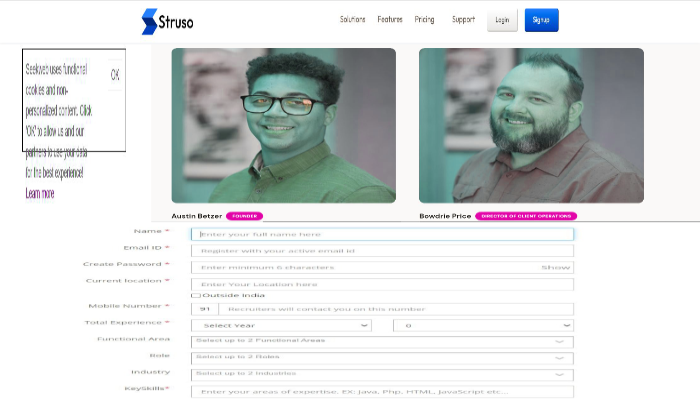 Struso
Solutions Features Pricing Support Login Signup
Seekweb uses functional
cookies and non-
personalized content. Click
'OK' to allow us and our
partners to use your data
for the best experience!
Learn more
OK
Austin Betzer FOUNDER
Bowdrie Price DIRECTOR OF CLIENT OPERATIONS
Name * Enter your full name here
Email ID * Register with your active email id
Create Password * Enter minimum 6 characters Show
Current location * Enter Your Location here
Outside India
Mobile Number * 91 Recruiters will contact you on this number
Total Experience * Select Year 0
Functional Area Select up to 2 Functional Areas
Role Select up to 2 Roles
Industry Select up to 2 Industries
KeySkills* Enter your areas of expertise. EX: Java, Php, HTML, JavaScript etc...